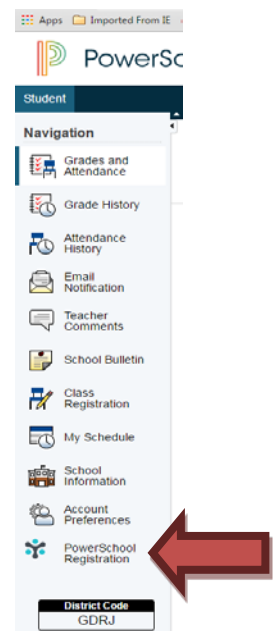 Apps Imported From IE
PowerSc
Student
Navigation
Grades and
Attendance
Grade History
Attendance
History
Email
Notification
Teacher
Comments
School Bulletin
Class
Registration
My Schedule
School
Information
Account
Preferences
PowerSchool
Registration
District Code
GDRJ